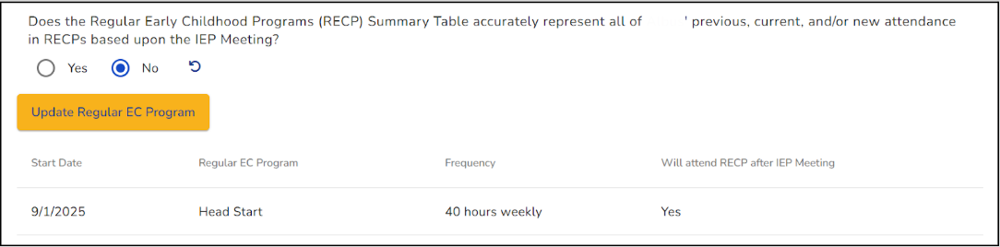 Does the Regular Early Childhood Programs (RECP) Summary Table accurately represent all of ' previous, current, and/or new attendance
in RECPs based upon the IEP Meeting?
Yes No
Update Regular EC Program
Start Date Regular EC Program Frequency Will attend RECP after IEP Meeting
9/1/2025 Head Start 40 hours weekly Yes